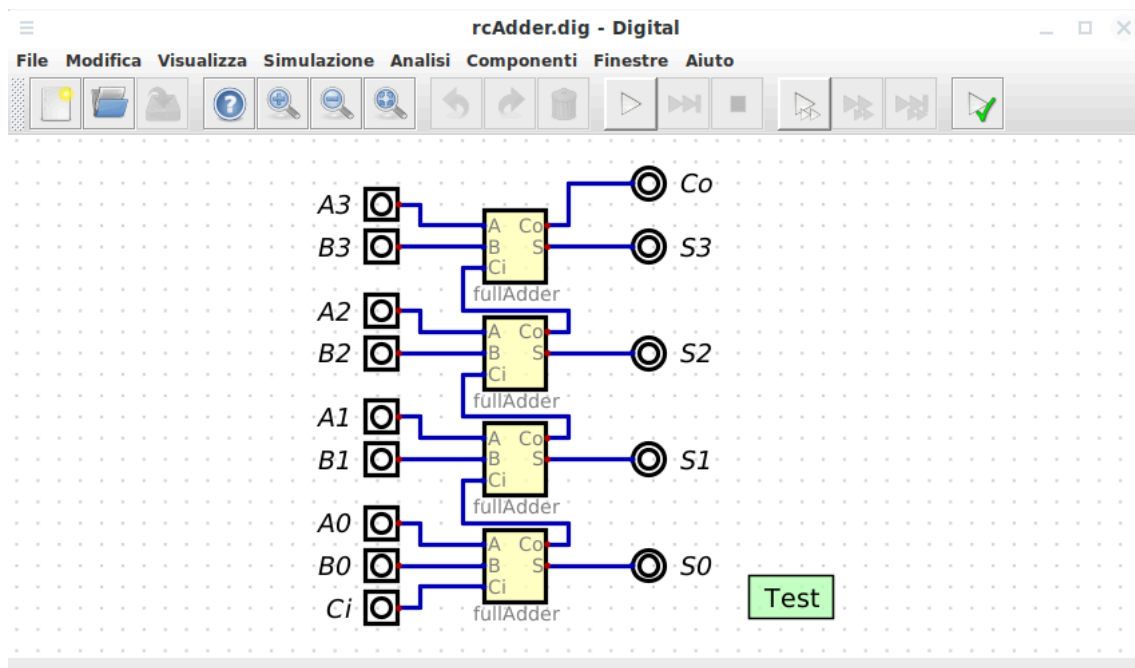 rcAdder.dig - Digital
File Modifica Visualizza Simulazione Analisi Componenti Finestre Aiuto
Co
A3
A Co
B3
B S
S3
Ci
fullAdder
A2
A Co
B2
B S
S2
Ci
fullAdder
A1
A Co
B1
B S
S1
Ci
fullAdder
A0
A Co
B0
B S
S0
Ci
Ci
fullAdder
Test